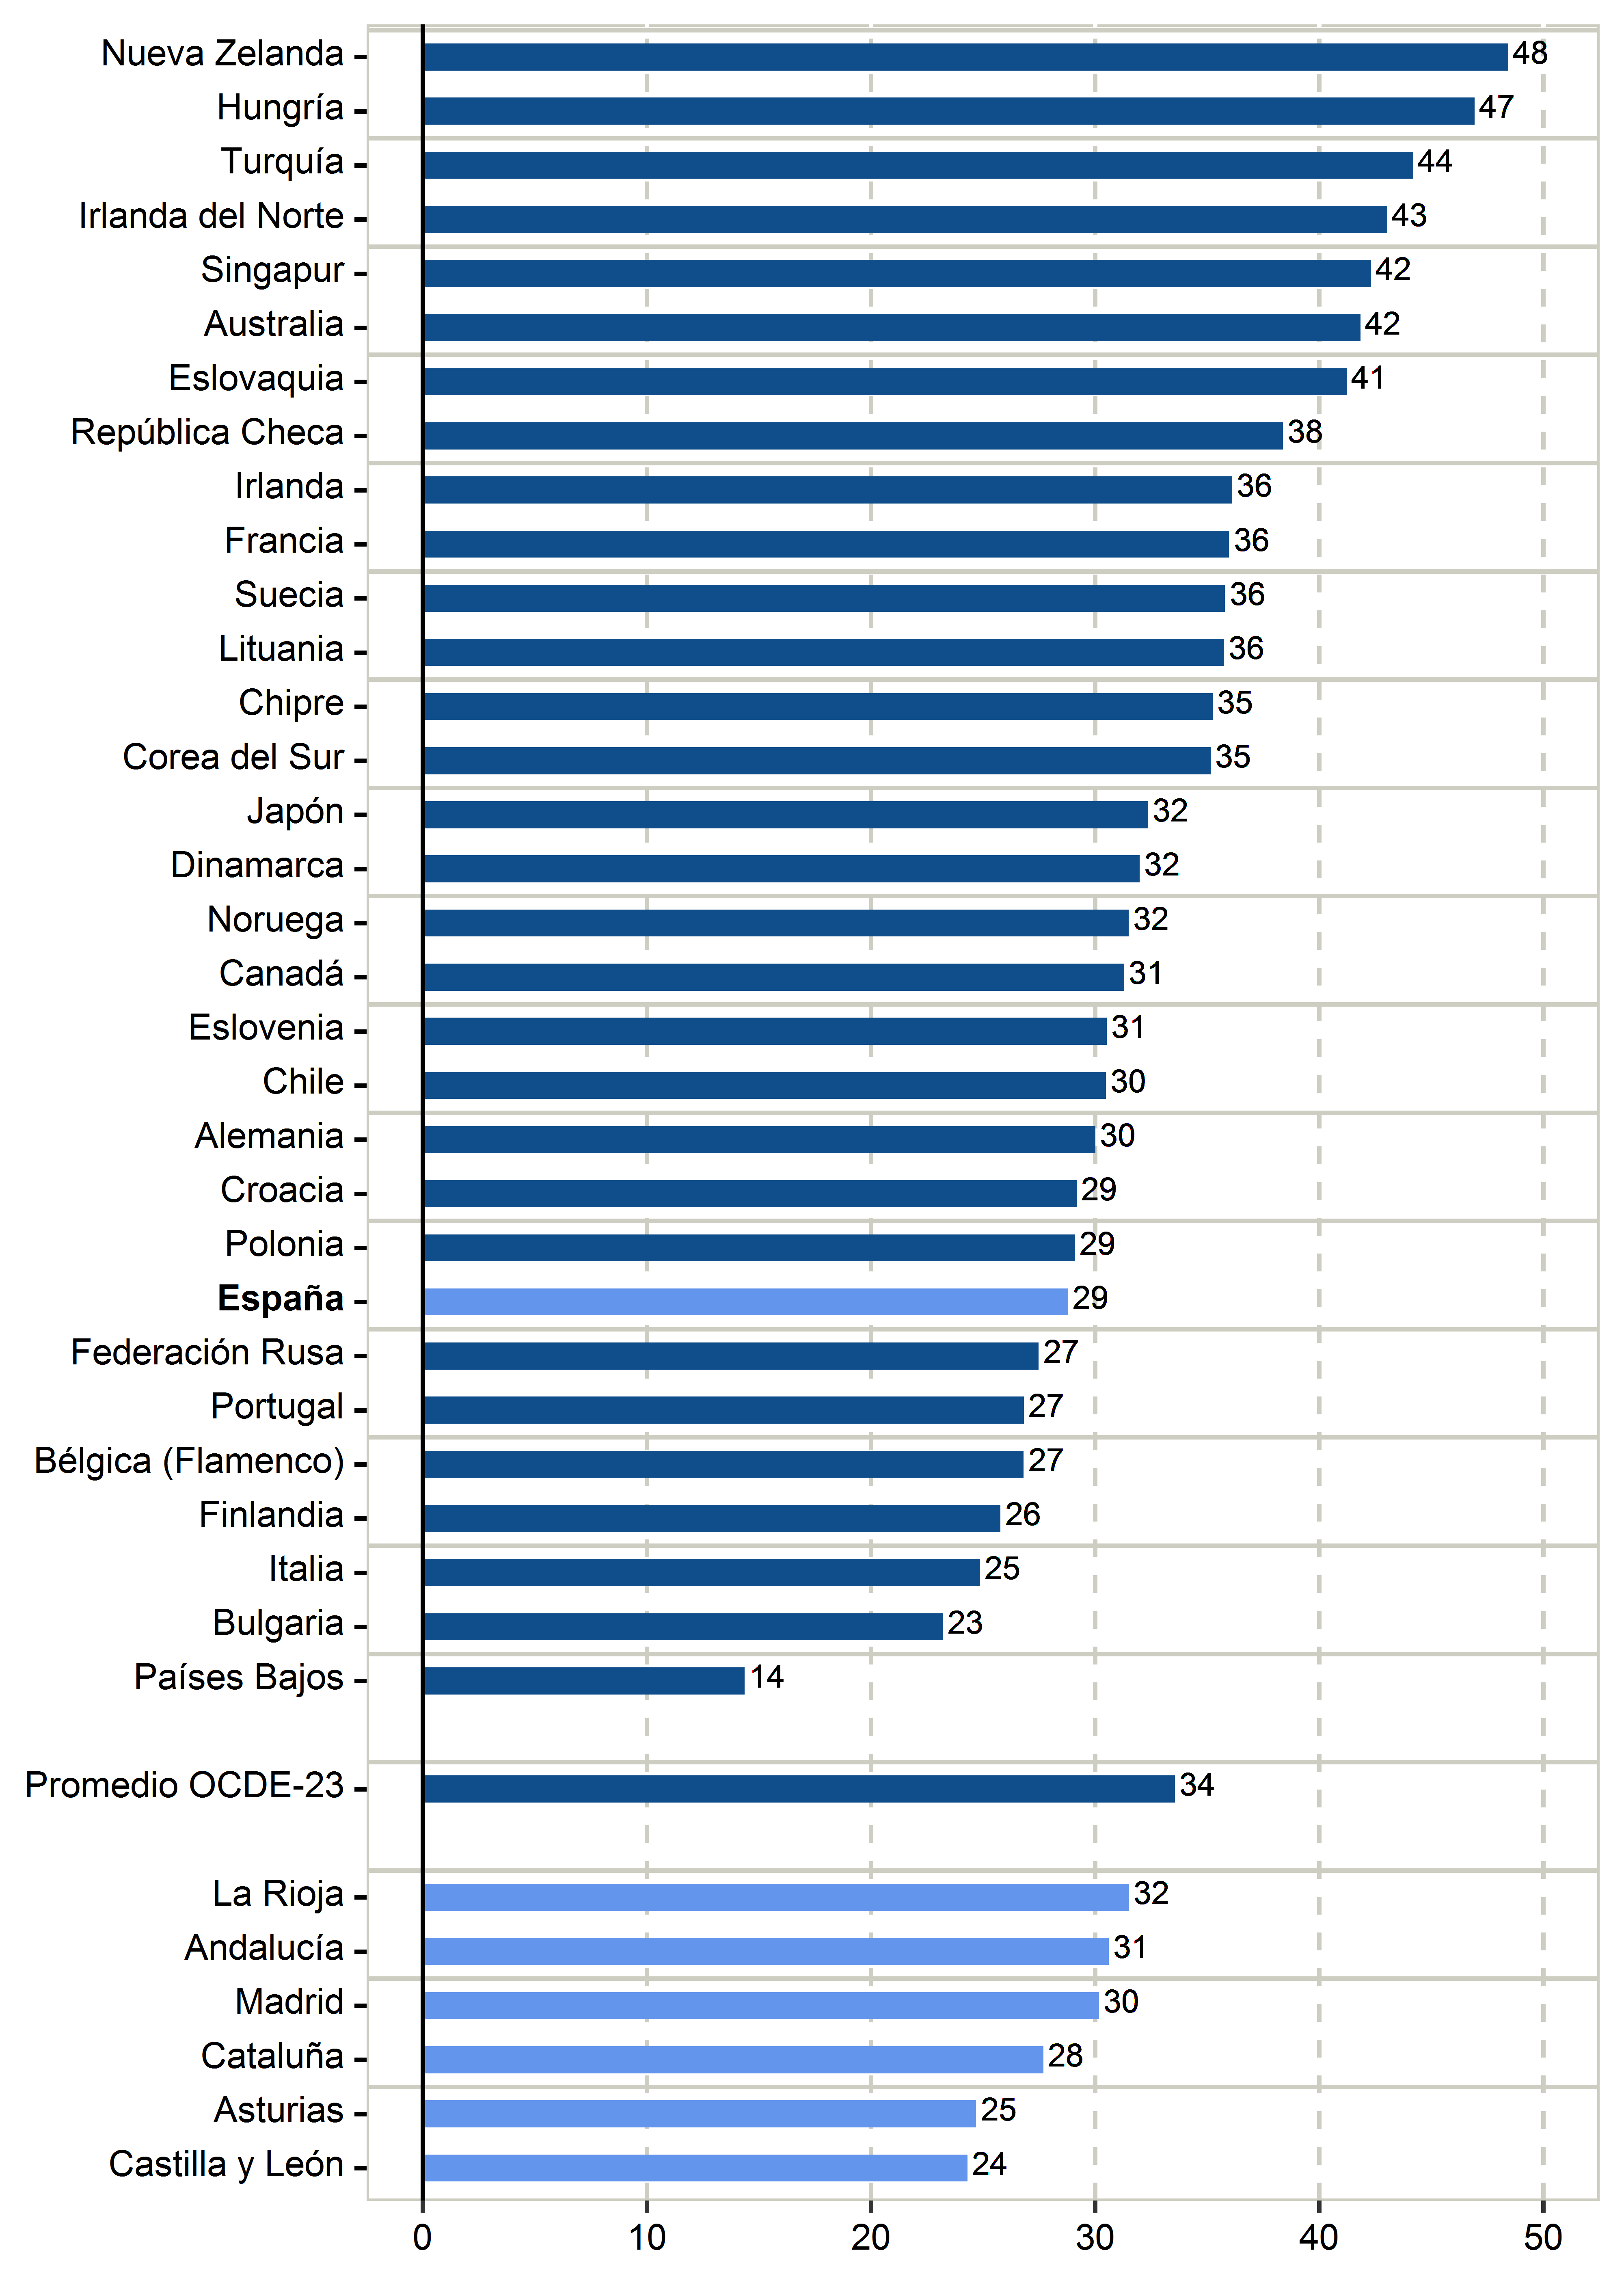 Nueva Zelanda 48
Hungría 47
Turquía 44
Irlanda del Norte 43
Singapur 42
Australia 42
Eslovaquia 41
República Checa 38
Irlanda 36
Francia 36
Suecia 36
Lituania 36
Chipre 35
Corea del Sur 35
Japón 32
Dinamarca 32
Noruega 32
Canadá 31
Eslovenia 31
Chile 30
Alemania 30
Croacia 29
Polonia 29
España 29
Federación Rusa 27
Portugal 27
Bélgica (Flamenco) 27
Finlandia 26
Italia 25
Bulgaria 23
Países Bajos 14
Promedio OCDE-23 34
La Rioja 32
Andalucía 31
Madrid 30
Cataluña 28
Asturias 25
Castilla y León 24
0 10 20 30 40 50